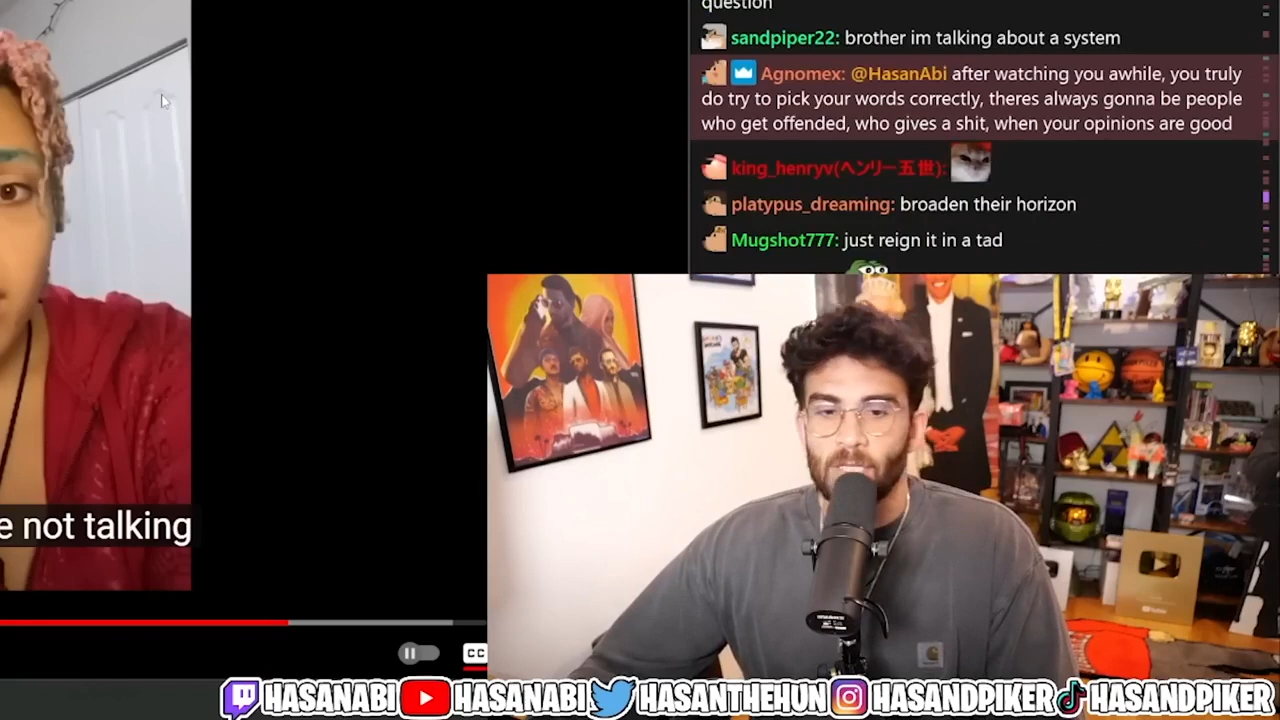 question
sandpiper22: brother im talking about a system
Agnomex: @HasanAbi after watching you awhile, you truly
do try to pick your words correctly, theres always gonna be people
who get offended, who gives a shit, when your opinions are good
king_henryv(ヘンリー五世):
platypus_dreaming: broaden their horizon
Mugshot777: just reign it in a tad
e not talking
CC
HASANABI HASANABI HASANTHEHUN HASANDPIKER HASANDPIKER